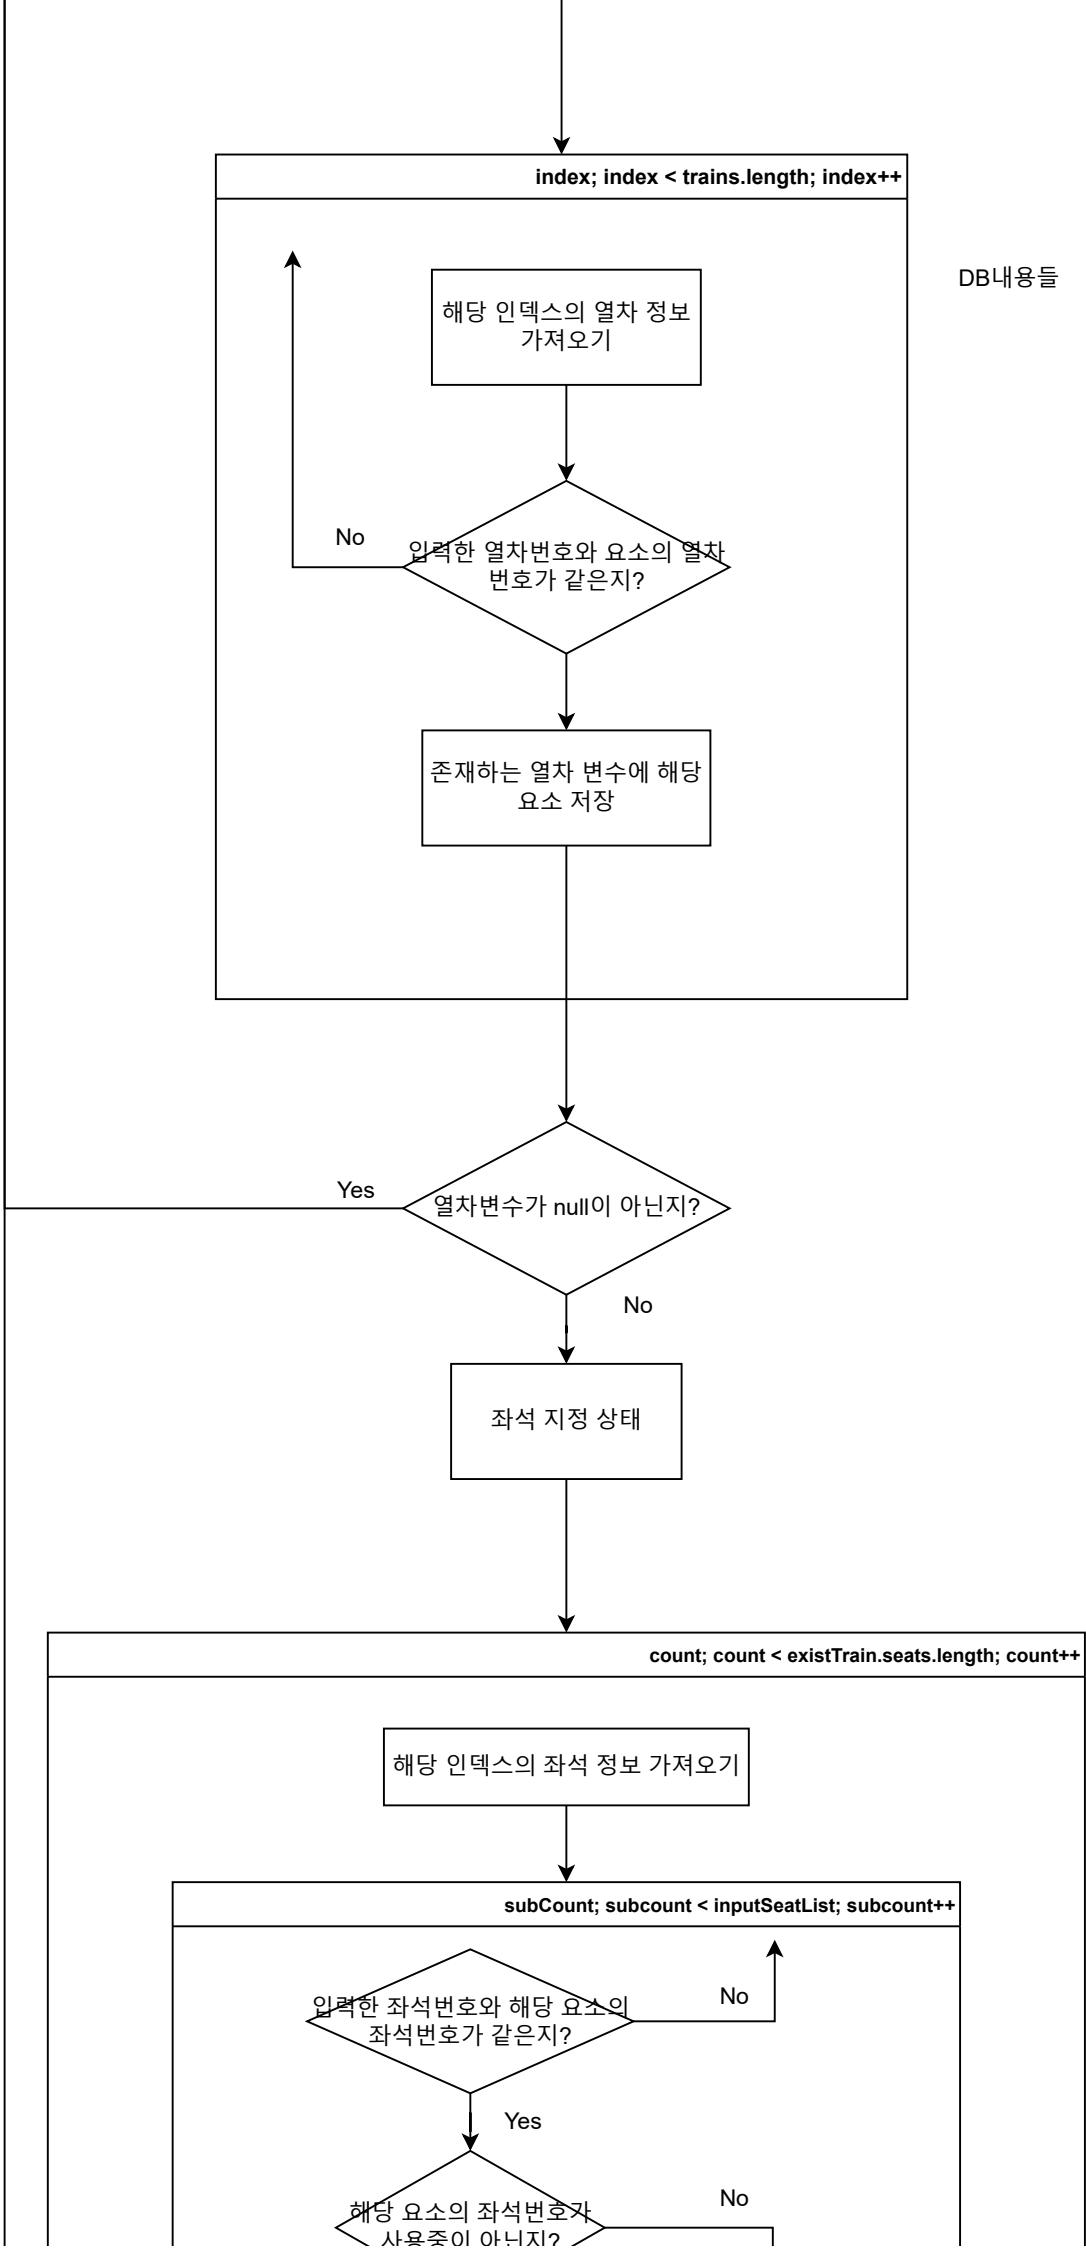 index; index < trains.length; index++
DB내용들
해당 인덱스의 열차 정보
가져오기
No
입력한 열차번호와 요소의 열차
번호가 같은지?
존재하는 열차 변수에 해당
요소 저장
Yes
열차변수가 null이 아닌지?
No
좌석 지정 상태
count; count < existTrain.seats.length; count++
해당 인덱스의 좌석 정보 가져오기
subCount; subcount < inputSeatList; subcount++
No
입력한 좌석번호와 해당 요소의
좌석번호가 같은지?
Yes
No
해당 요소의 좌석번호가
사용중이 아닌지?